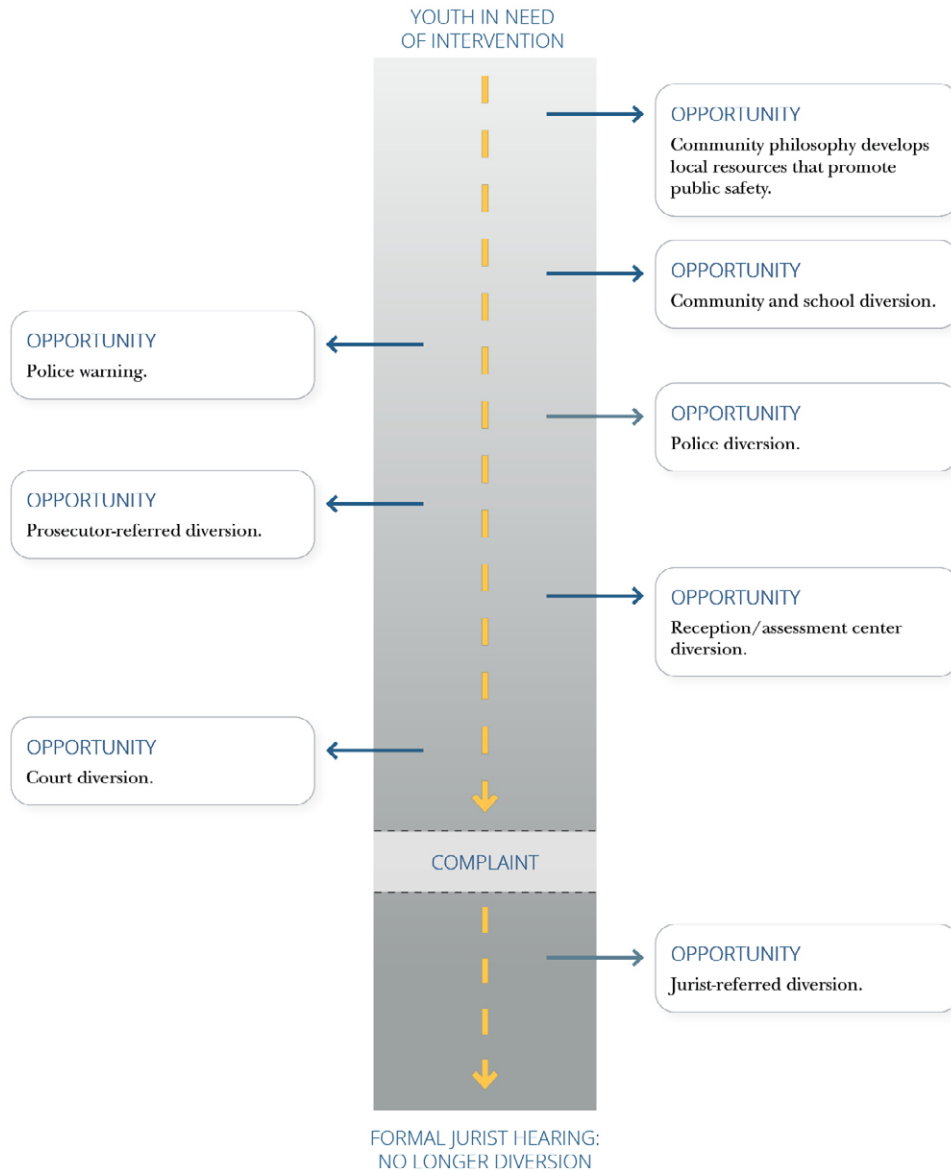 YOUTH IN NEED
OF INTERVENTION
OPPORTUNITY
Community philosophy develops
local resources that promote
public safety.
OPPORTUNITY
Community and school diversion.
OPPORTUNITY
Police warning.
OPPORTUNITY
Police diversion.
OPPORTUNITY
Prosecutor-referred diversion.
OPPORTUNITY
Reception/assessment center
diversion.
OPPORTUNITY
Court diversion.
COMPLAINT
OPPORTUNITY
Jurist-referred diversion.
FORMAL JURIST HEARING:
NO LONGER DIVERSION